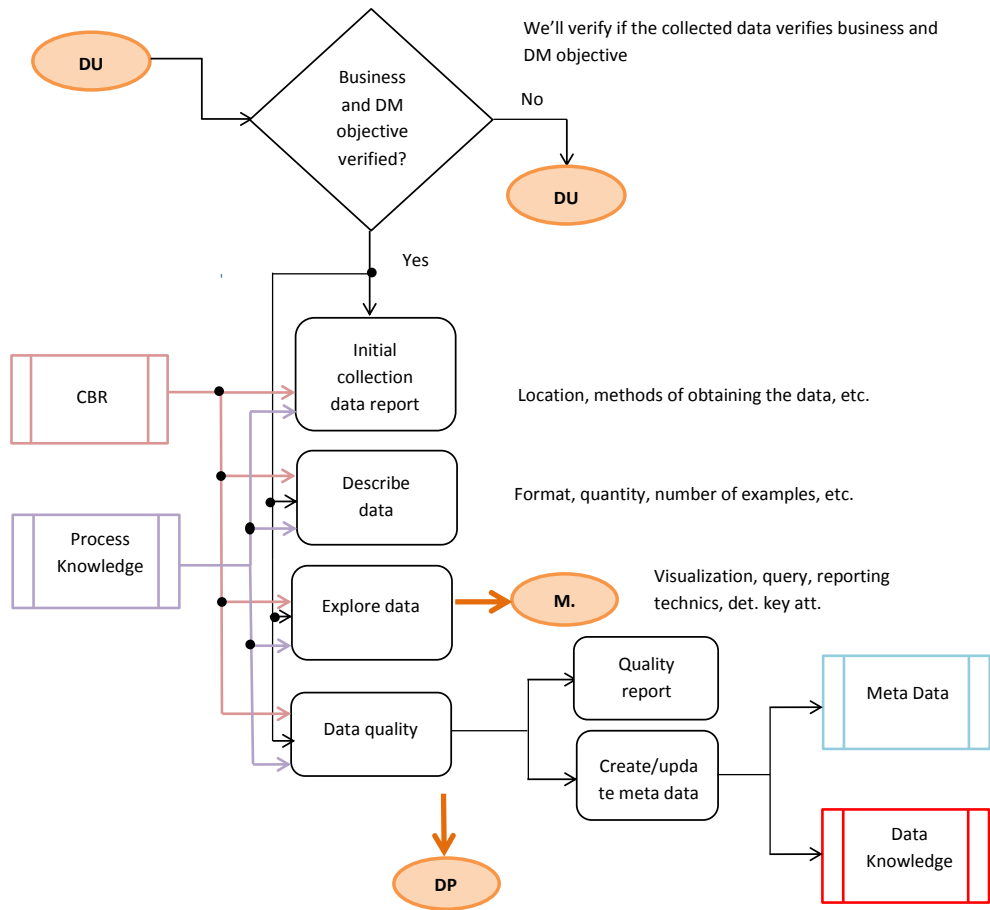 We’ll verify if the collected data verifies business and
DM objective
DU
Business
and DM
objective
verified?
No
DU
Yes
Initial
collection
data report
CBR
Location, methods of obtaining the data, etc.
Describe
data
Format, quantity, number of examples, etc.
Process
Knowledge
Explore data
M.
Visualization, query, reporting
technics, det. key att.
Quality
report
Meta Data
Data quality
Create/upda
te meta data
Data
Knowledge
DP